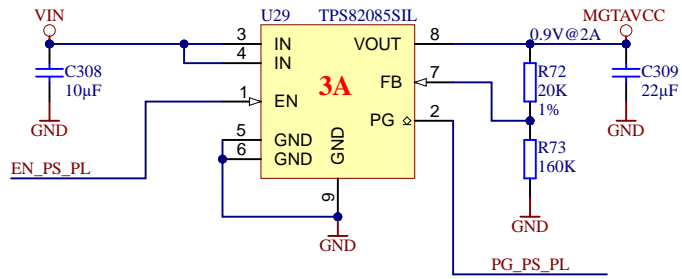 VIN
U29 TPS82085SIL
MGTAVCC
3 IN VOUT 8 0.9V@2A
4 IN
C308
10µF
GND
3A
FB 7
R72
20K
1%
C309
22µF
GND
1 EN
PG 2
5 GND
6 GND
GND
R73
160K
EN_PS_PL
9
GND
GND
PG_PS_PL